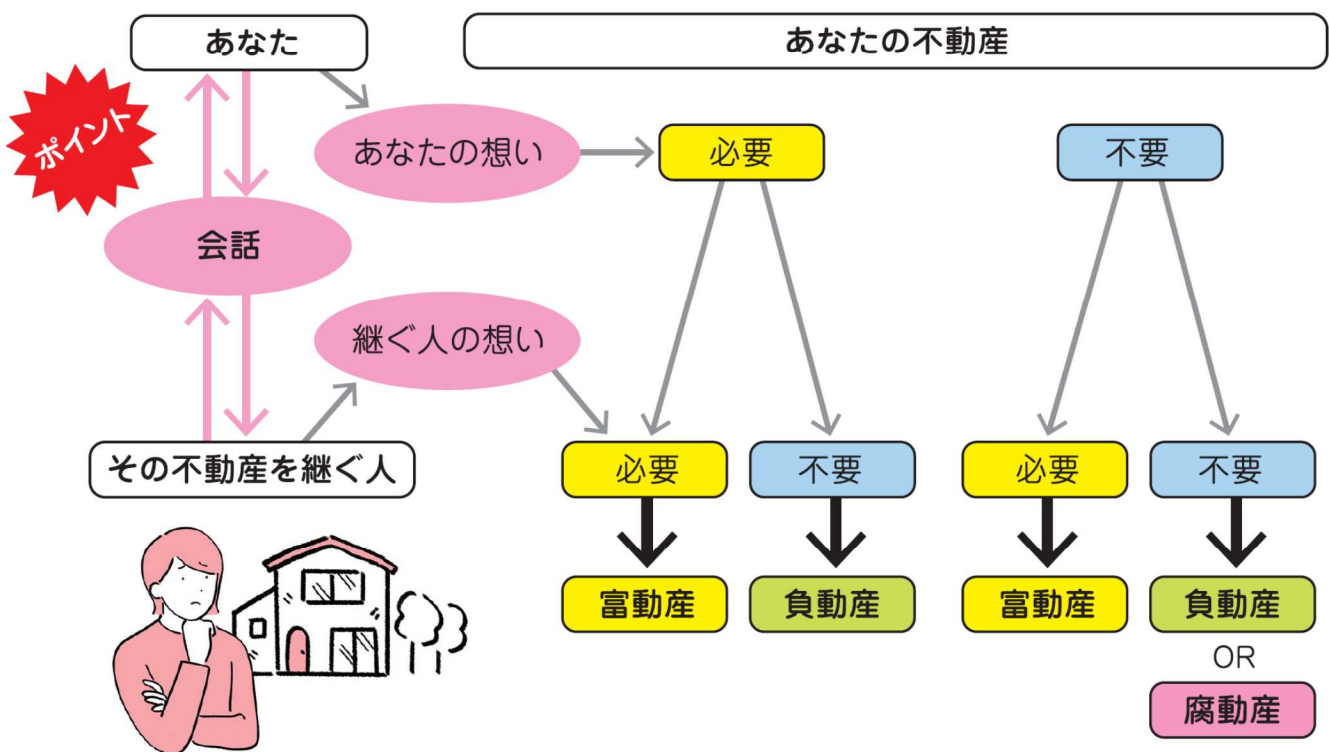 あなた
あなたの不動産
ポイント
あなたの想い
必要
不要
会話
継ぐ人の想い
その不動産を継ぐ人
必要
不要
必要
不要
富動産
負動産
富動産
負動産
OR
腐動産